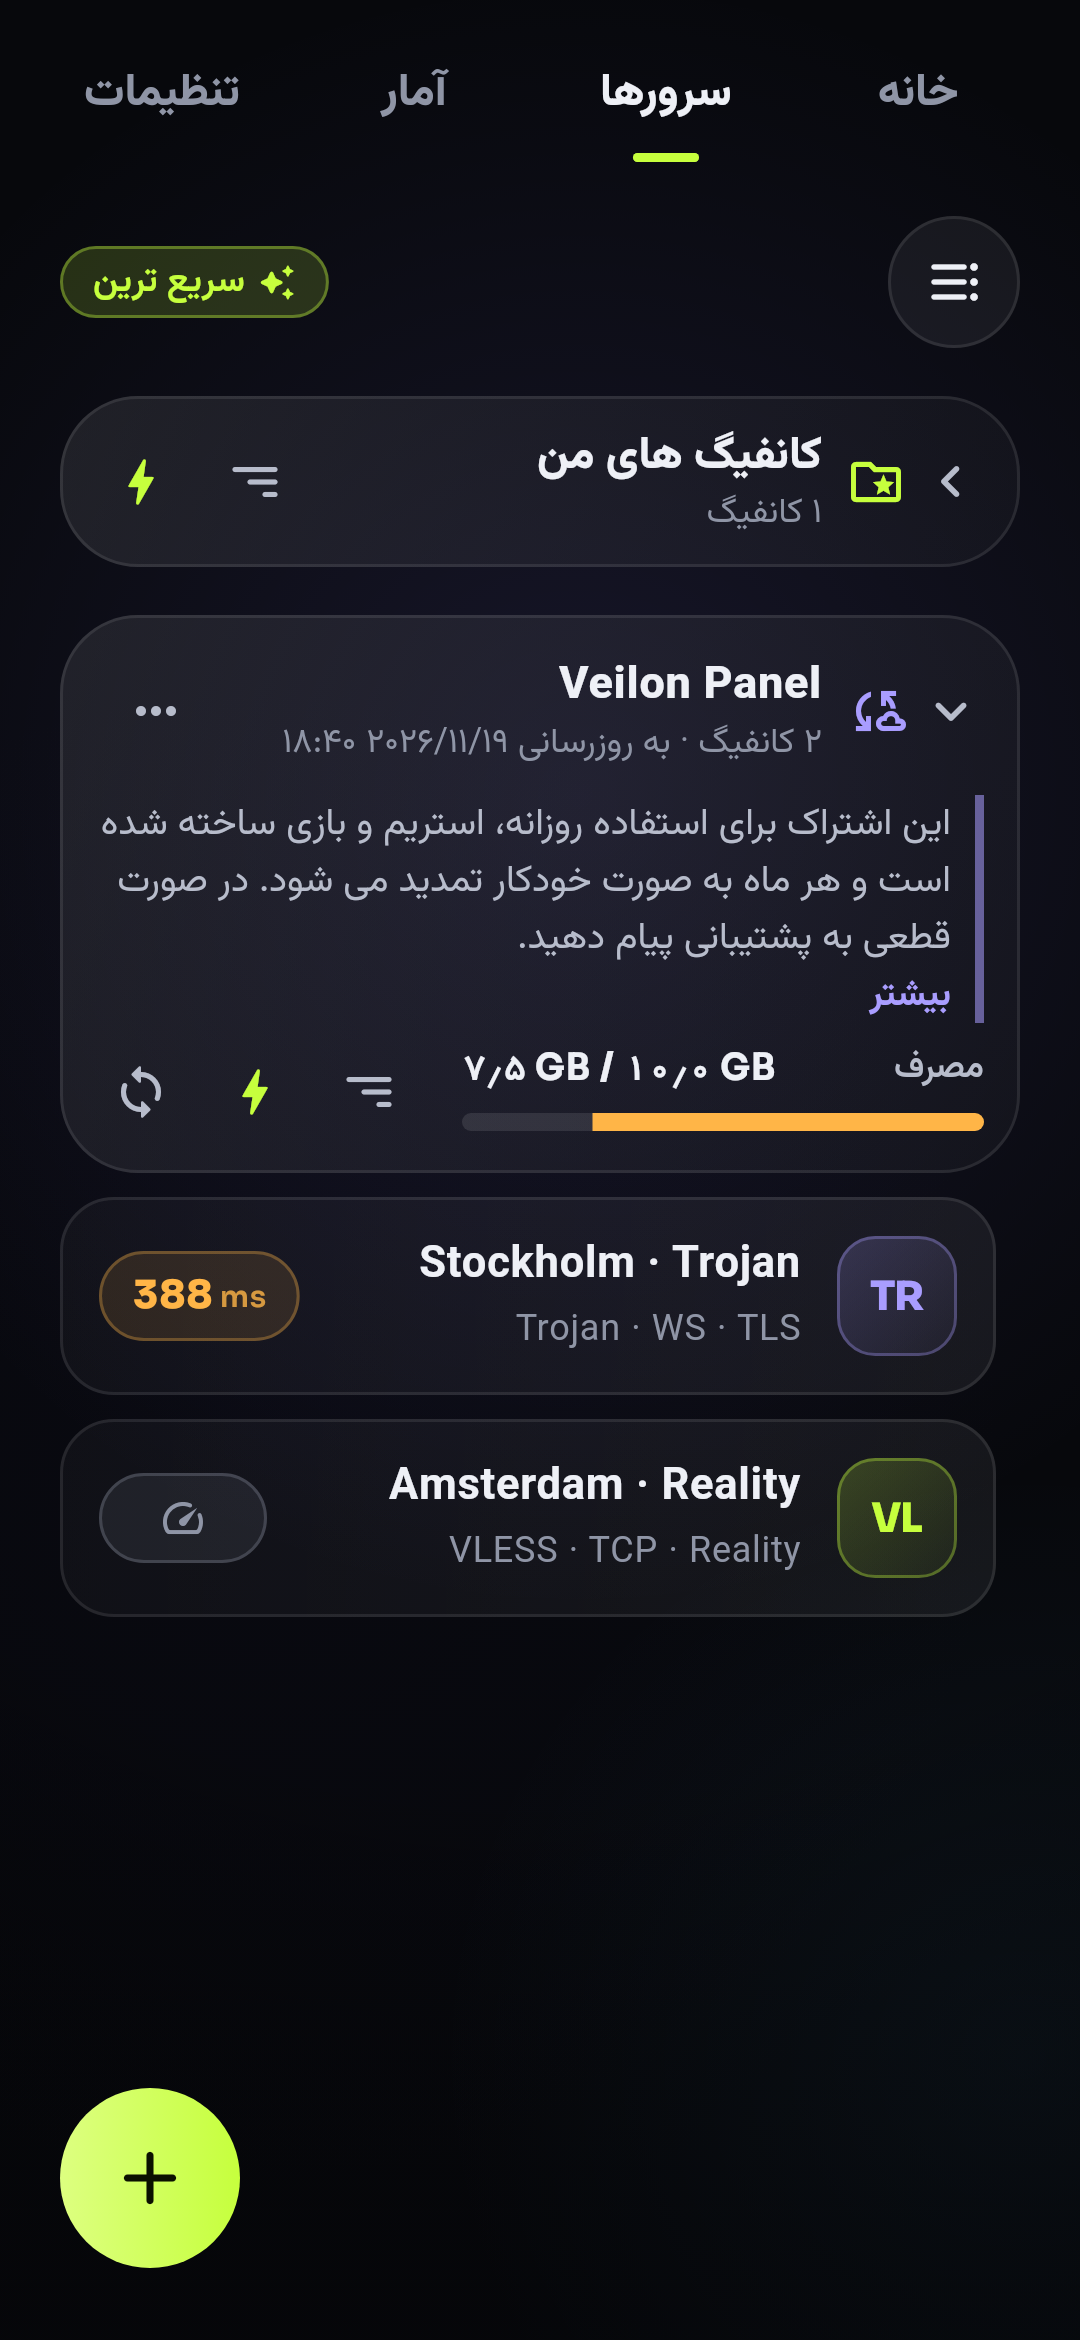 خانه
سرورها
آمار
تنظیمات
سریع ترین
کانفیگ های من
۱ کانفیگ
Veilon Panel
۲ کانفیگ · به روزرسانی ۲۰۲۶/۱۱/۱۹ ۱۸:۴۰
این اشتراک برای استفاده روزانه، استریم و بازی ساخته شده
است و هر ماه به صورت خودکار تمدید می شود. در صورت
قطعی به پشتیبانی پیام دهید.
بیشتر
مصرف
۷٫۵ GB / ۱۰٫۰ GB
TR
Stockholm · Trojan
Trojan · WS · TLS
388 ms
VL
Amsterdam · Reality
VLESS · TCP · Reality